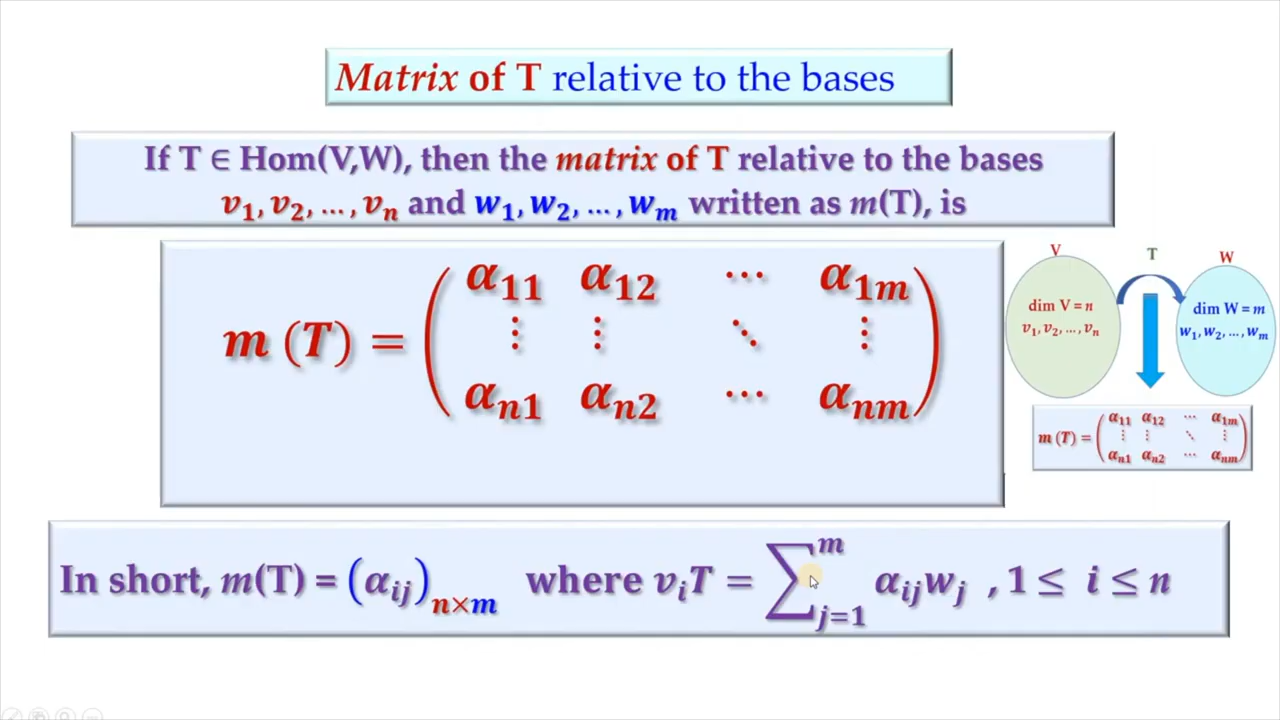 Matrix of T relative to the bases
If T ∈ Hom(V,W), then the matrix of T relative to the bases
v₁, v₂, …, vₙ and w₁, w₂, …, wₘ written as m(T), is
α₁₁ α₁₂ ⋯ α₁ₘ
m (T) = ( ⋮ ⋮ ⋱ ⋮ )
αₙ₁ αₙ₂ ⋯ αₙₘ
V T W
dim V = n dim W = m
v₁, v₂, …, vₙ w₁, w₂, …, wₘ
α₁₁ α₁₂ ⋯ α₁ₘ
m (T) = ( ⋮ ⋮ ⋱ ⋮ )
αₙ₁ αₙ₂ ⋯ αₙₘ
In short, m(T) = (αᵢⱼ)ₙ×ₘ where vᵢT = ∑ⱼ₌₁ᵐ αᵢⱼwⱼ , 1 ≤ i ≤ n